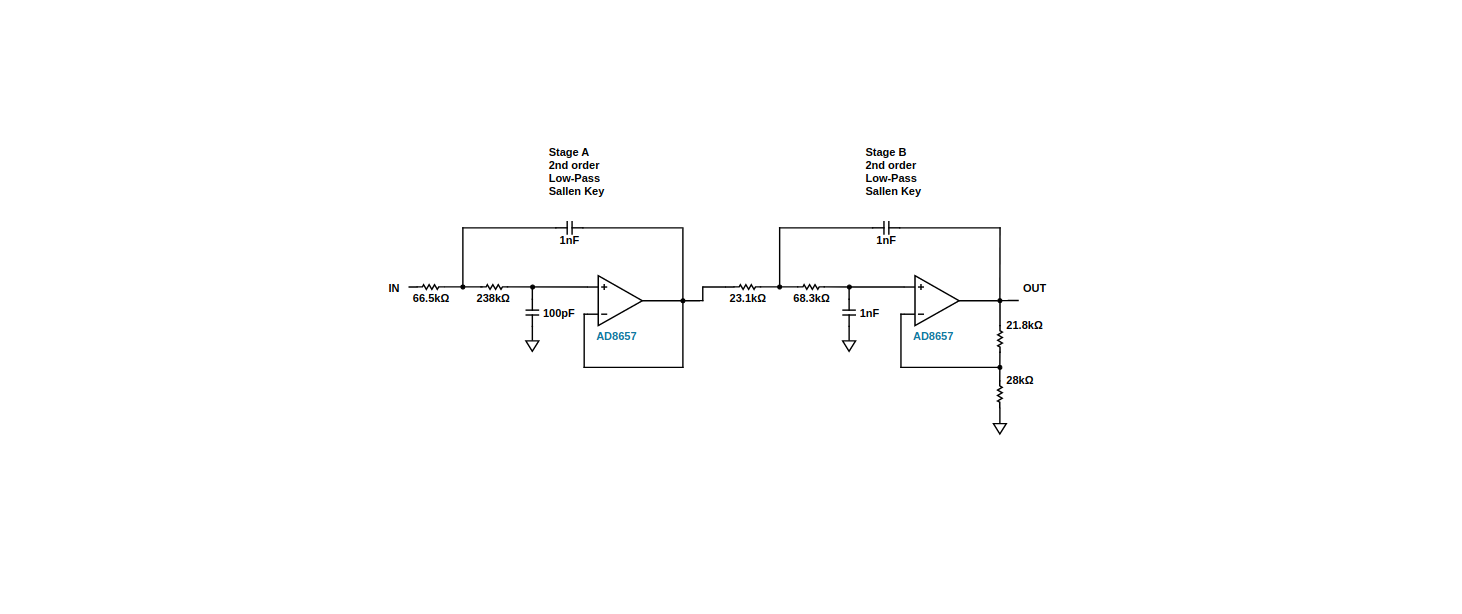 Stage A
2nd order
Low-Pass
Sallen Key
Stage B
2nd order
Low-Pass
Sallen Key
1nF
1nF
IN
66.5kΩ
238kΩ
100pF
AD8657
23.1kΩ
68.3kΩ
1nF
AD8657
OUT
21.8kΩ
28kΩ